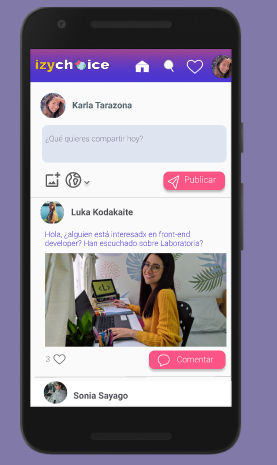 izychoice
Karla Tarazona
¿Qué quieres compartir hoy?
Publicar
Luka Kodakaite
Hola, ¿alguien está interesadx en front-end
developer? Han escuchado sobre Laboratoria?
3
Comentar
Sonia Sayago